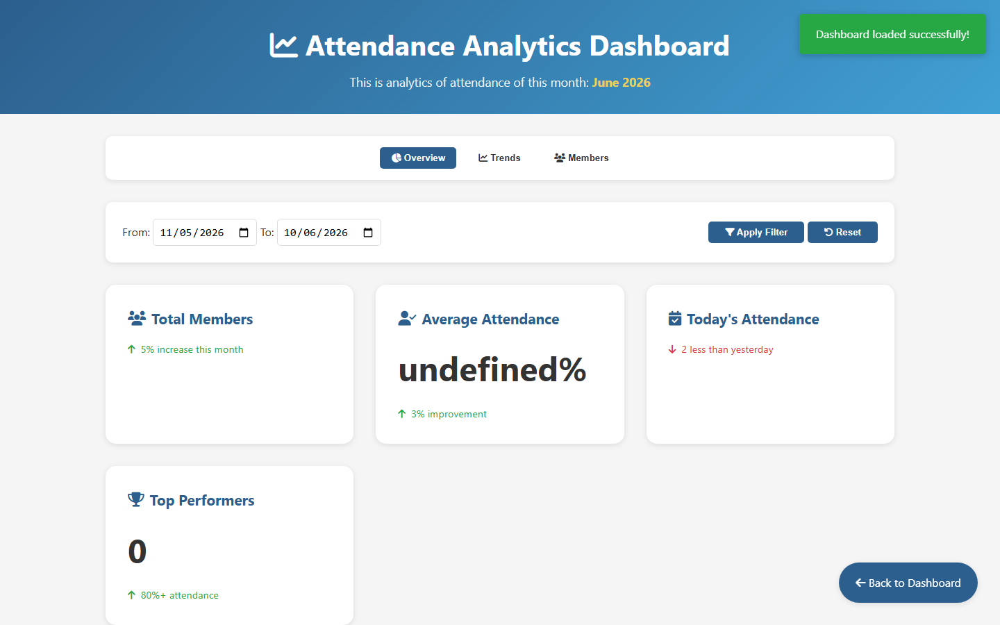 Attendance Analytics Dashboard
Dashboard loaded successfully!
This is analytics of attendance of this month: June 2026
Overview
Trends
Members
From: 11/05/2026 To: 10/06/2026
Apply Filter
Reset
Total Members
5% increase this month
Average Attendance
undefined%
3% improvement
Today's Attendance
2 less than yesterday
Top Performers
0
80%+ attendance
Back to Dashboard